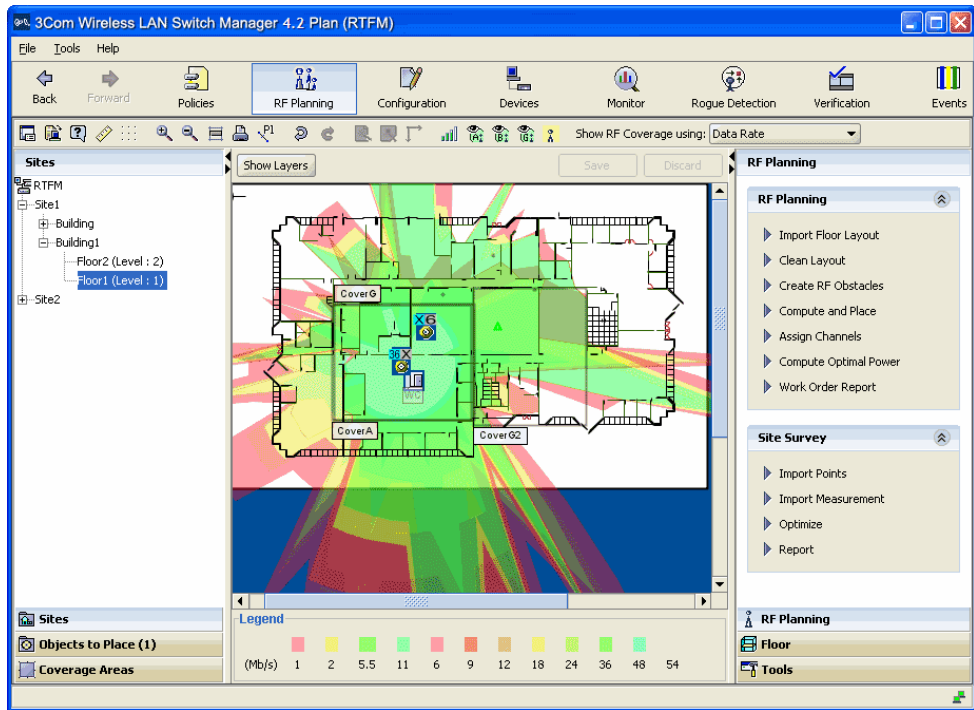 3Com Wireless LAN Switch Manager 4.2 Plan (RTFM)
File Tools Help
Back Forward Policies RF Planning Configuration Devices Monitor Rogue Detection Verification Events
Show RF Coverage using: Data Rate
Sites
Show Layers Save Discard
RF Planning
RTFM
Site1
Building
Building1
Floor2 (Level : 2)
Floor1 (Level : 1)
Site2
CoverG
X 6
36 X
WC
CoverA
CoverG2
RF Planning
Import Floor Layout
Clean Layout
Create RF Obstacles
Compute and Place
Assign Channels
Compute Optimal Power
Work Order Report
Site Survey
Import Points
Import Measurement
Optimize
Report
Sites
Objects to Place (1)
Coverage Areas
Legend
(Mb/s) 1 2 5.5 11 6 9 12 18 24 36 48 54
RF Planning
Floor
Tools